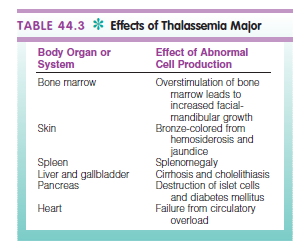 TABLE 44.3 * Effects of Thalassemia Major
Body Organ or System	Effect of Abnormal Cell Production
Bone marrow	Overstimulation of bone
marrow leads to
increased facial-
mandibular growth
Skin	Bronze-colored from
hemosiderosis and
jaundice
Spleen	Splenomegaly
Liver and gallbladder	Cirrhosis and cholelithiasis
Pancreas	Destruction of islet cells
and diabetes mellitus
Heart	Failure from circulatory
overload